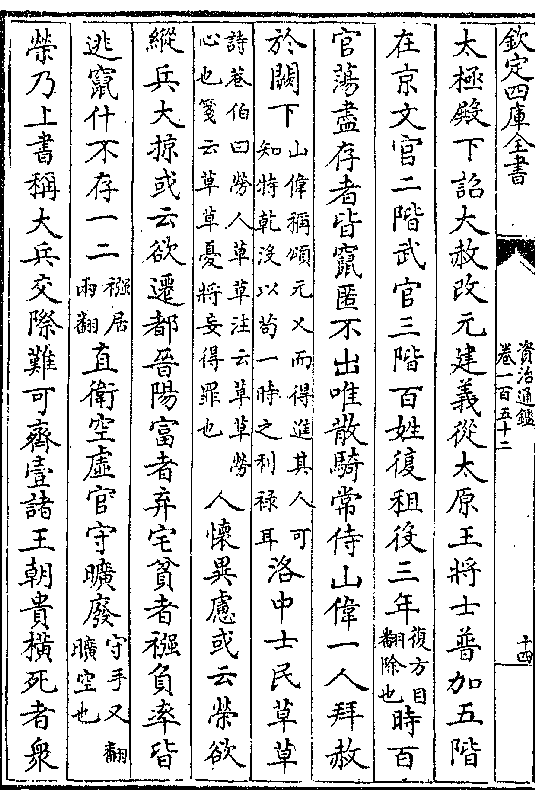 欽定四庫全書
資治通鑑
卷一百五十二
十四
太極殿下詔大赦改元建義從太原王將士普加五階
在京文官二階武官三階百姓復租役三年復方目翻除也時百
官蕩盡存者皆竄匿不出唯散騎常侍山偉一人拜赦
於闕下山偉稱頌元乂而得進其人可知特乾沒以苟一時之利祿耳洛中士民草草
詩巷伯曰勞人草草注云草草勞心也箋云草草憂將妄得罪也人懷異慮或云榮欲
縱兵大掠或云欲遷都晉陽富者弃宅貧者襁負率皆
逃竄什不存一二襁居兩翻直衛空虛官守曠廢守手又翻曠空也
榮乃上書稱大兵交際難可齊壹諸王朝貴橫死者衆